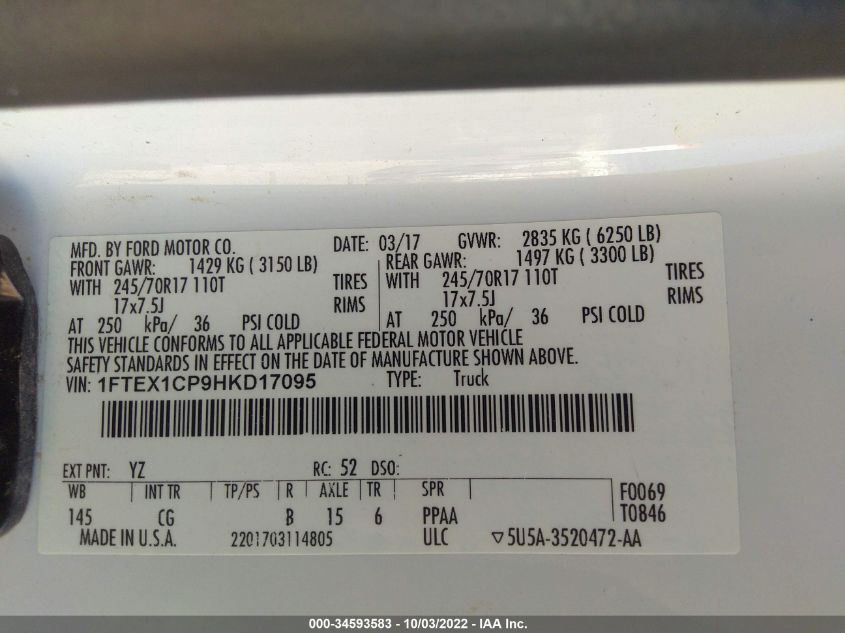 MFD. BY FORD MOTOR CO. DATE: 03/17 GVWR: 2835 KG ( 6250 LB)
FRONT GAWR: 1429 KG ( 3150 LB) REAR GAWR: 1497 KG ( 3300 LB)
WITH 245/70R17 110T TIRES WITH 245/70R17 110T TIRES
17x7.5J RIMS 17x7.5J RIMS
AT 250 kPa/ 36 PSI COLD AT 250 kPa/ 36 PSI COLD
THIS VEHICLE CONFORMS TO ALL APPLICABLE FEDERAL MOTOR VEHICLE
SAFETY STANDARDS IN EFFECT ON THE DATE OF MANUFACTURE SHOWN ABOVE.
VIN: 1FTEX1CP9HKD17095 TYPE: Truck
EXT PNT: YZ RC: 52 DSO:
WB INT TR TP/PS R AXLE TR SPR F0069
145 CG B 15 6 PPAA T0846
MADE IN U.S.A. 2201703114805 ULC ▽5U5A-3520472-AA
000-34593583 - 10/03/2022 - IAA Inc.